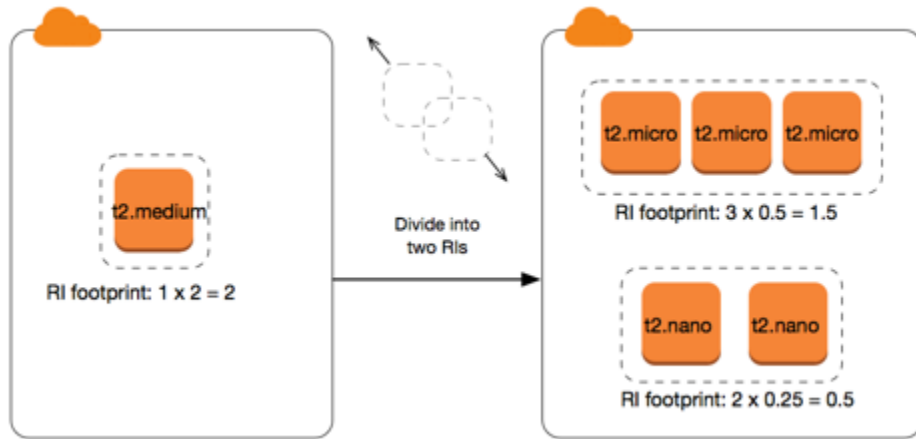 t2.medium
RI footprint: 1 x 2 = 2
Divide into
two RIs
t2.micro t2.micro t2.micro
RI footprint: 3 x 0.5 = 1.5
t2.nano t2.nano
RI footprint: 2 x 0.25 = 0.5